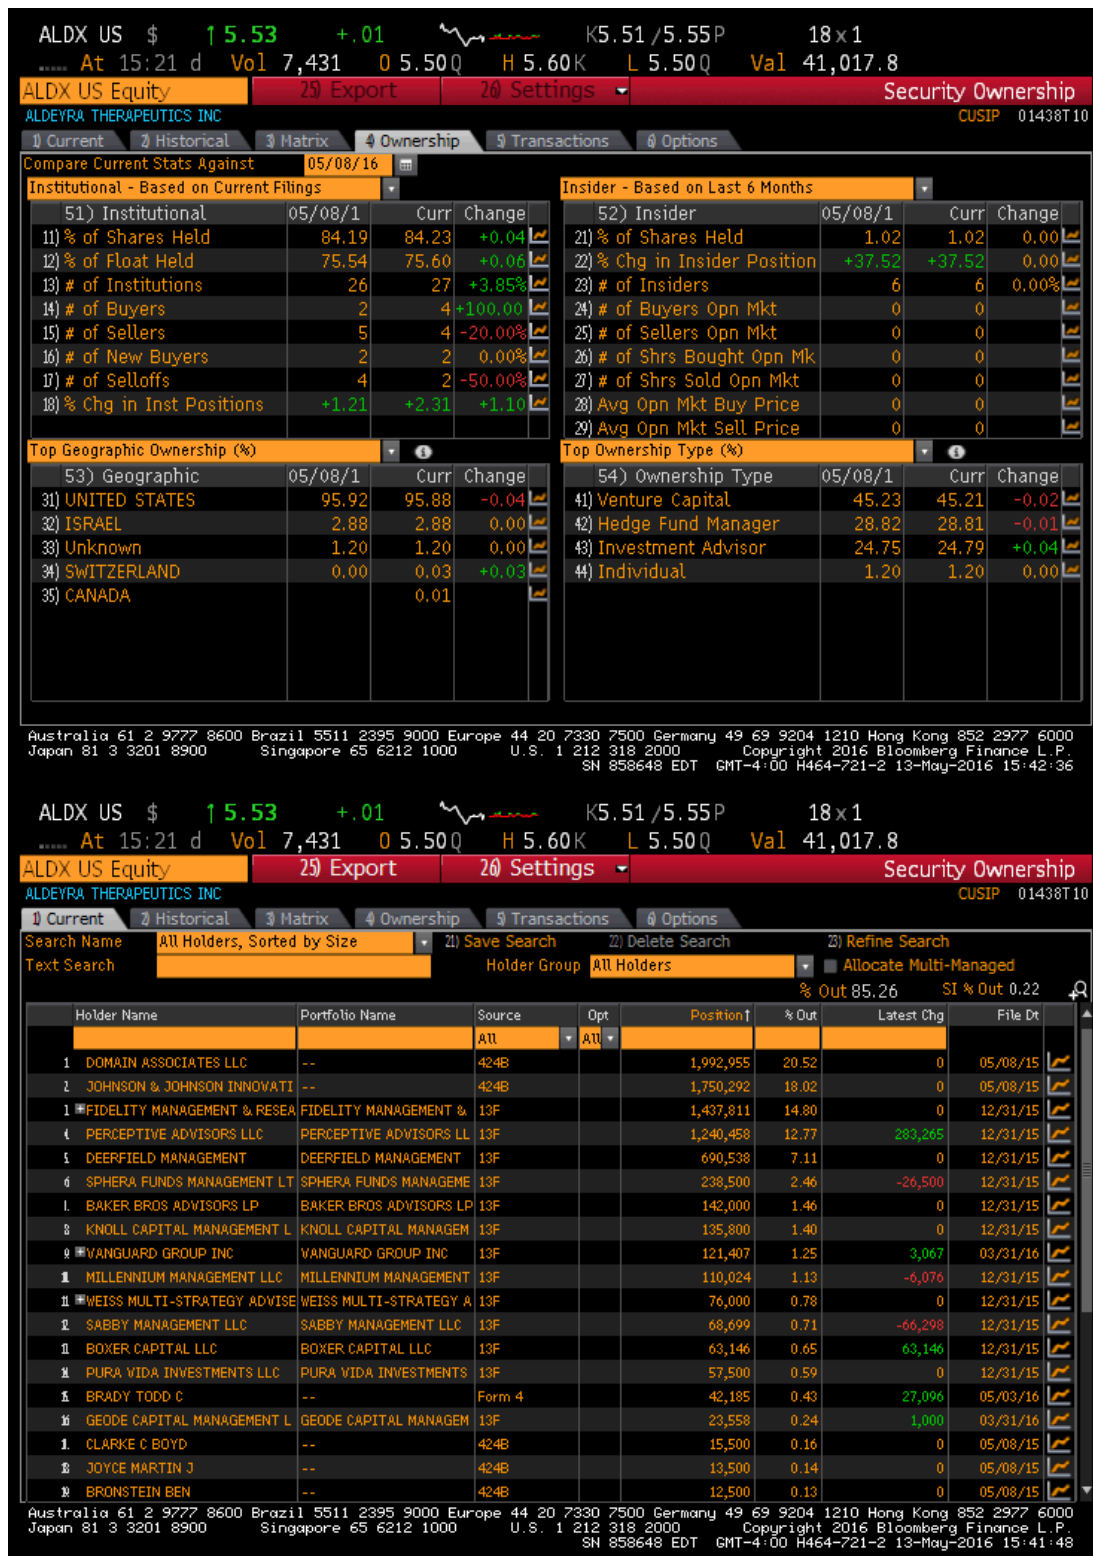 ALDX US $ ↑5.53 +.01 K5.51/5.55P 18x1
At 15:21 d Vol 7,431 O 5.50Q H 5.60K L 5.50Q Val 41,017.8
ALDX US Equity 25) Export 26) Settings Security Ownership
ALDEYRA THERAPEUTICS INC CUSIP 01438T10
1) Current 2) Historical 3) Matrix 4) Ownership 5) Transactions 6) Options
Compare Current Stats Against 05/08/16
Institutional - Based on Current Filings Insider - Based on Last 6 Months
51) Institutional 05/08/1 Curr Change 52) Insider 05/08/1 Curr Change
11) % of Shares Held 84.19 84.23 +0.04 21) % of Shares Held 1.02 1.02 0.00
12) % of Float Held 75.54 75.60 +0.06 22) % Chg in Insider Position +37.52 +37.52 0.00
13) # of Institutions 26 27 +3.85% 23) # of Insiders 6 6 0.00%
14) # of Buyers 2 4 +100.00 24) # of Buyers Opn Mkt 0 0
15) # of Sellers 5 4 -20.00% 25) # of Sellers Opn Mkt 0 0
16) # of New Buyers 2 2 0.00% 26) # of Shrs Bought Opn Mk 0 0
17) # of Selloffs 4 2 -50.00% 27) # of Shrs Sold Opn Mkt 0 0
18) % Chg in Inst Positions +1.21 +2.31 +1.10 28) Avg Opn Mkt Buy Price 0 0
29) Avg Opn Mkt Sell Price 0 0
Top Geographic Ownership (%) Top Ownership Type (%)
53) Geographic 05/08/1 Curr Change 54) Ownership Type 05/08/1 Curr Change
31) UNITED STATES 95.92 95.88 -0.04 41) Venture Capital 45.23 45.21 -0.02
32) ISRAEL 2.88 2.88 0.00 42) Hedge Fund Manager 28.82 28.81 -0.01
33) Unknown 1.20 1.20 0.00 43) Investment Advisor 24.75 24.79 +0.04
34) SWITZERLAND 0.00 0.03 +0.03 44) Individual 1.20 1.20 0.00
35) CANADA 0.01
Australia 61 2 9777 8600 Brazil 5511 2395 9000 Europe 44 20 7330 7500 Germany 49 69 9204 1210 Hong Kong 852 2977 6000
Japan 81 3 3201 8900 Singapore 65 6212 1000 U.S. 1 212 318 2000 Copyright 2016 Bloomberg Finance L.P.
SN 858648 EDT GMT-4:00 H464-721-2 13-May-2016 15:42:36
ALDX US $ ↑5.53 +.01 K5.51/5.55P 18x1
At 15:21 d Vol 7,431 O 5.50Q H 5.60K L 5.50Q Val 41,017.8
ALDX US Equity 25) Export 26) Settings Security Ownership
ALDEYRA THERAPEUTICS INC CUSIP 01438T10
1) Current 2) Historical 3) Matrix 4) Ownership 5) Transactions 6) Options
Search Name All Holders, Sorted by Size 21) Save Search 22) Delete Search 23) Refine Search
Text Search Holder Group All Holders Allocate Multi-Managed
% Out 85.26 SI % Out 0.22
Holder Name Portfolio Name Source Opt Position↑ % Out Latest Chg File Dt
All All
1 DOMAIN ASSOCIATES LLC -- 424B 1,992,955 20.52 0 05/08/15
2 JOHNSON & JOHNSON INNOVATI -- 424B 1,750,292 18.02 0 05/08/15
FIDELITY MANAGEMENT & RESEA FIDELITY MANAGEMENT & 13F 1,437,811 14.80 0 12/31/15
PERCEPTIVE ADVISORS LLC PERCEPTIVE ADVISORS LL 13F 1,240,458 12.77 283,265 12/31/15
DEERFIELD MANAGEMENT DEERFIELD MANAGEMENT 13F 690,538 7.11 0 12/31/15
6 SPHERA FUNDS MANAGEMENT LT SPHERA FUNDS MANAGEME 13F 238,500 2.46 -26,500 12/31/15
BAKER BROS ADVISORS LP BAKER BROS ADVISORS LP 13F 142,000 1.46 0 12/31/15
KNOLL CAPITAL MANAGEMENT L KNOLL CAPITAL MANAGEM 13F 135,800 1.40 0 12/31/15
VANGUARD GROUP INC VANGUARD GROUP INC 13F 121,407 1.25 3,067 03/31/16
MILLENNIUM MANAGEMENT LLC MILLENNIUM MANAGEMENT 13F 110,024 1.13 -6,076 12/31/15
11 WEISS MULTI-STRATEGY ADVISE WEISS MULTI-STRATEGY A 13F 76,000 0.78 0 12/31/15
SABBY MANAGEMENT LLC SABBY MANAGEMENT LLC 13F 68,699 0.71 -66,298 12/31/15
BOXER CAPITAL LLC BOXER CAPITAL LLC 13F 63,146 0.65 63,146 12/31/15
PURA VIDA INVESTMENTS LLC PURA VIDA INVESTMENTS 13F 57,500 0.59 0 12/31/15
BRADY TODD C -- Form 4 42,185 0.43 27,096 05/03/16
GEODE CAPITAL MANAGEMENT L GEODE CAPITAL MANAGEM 13F 23,558 0.24 1,000 03/31/16
CLARKE C BOYD -- 424B 15,500 0.16 0 05/08/15
JOYCE MARTIN J -- 424B 13,500 0.14 0 05/08/15
BRONSTEIN BEN -- 424B 12,500 0.13 0 05/08/15
Australia 61 2 9777 8600 Brazil 5511 2395 9000 Europe 44 20 7330 7500 Germany 49 69 9204 1210 Hong Kong 852 2977 6000
Japan 81 3 3201 8900 Singapore 65 6212 1000 U.S. 1 212 318 2000 Copyright 2016 Bloomberg Finance L.P.
SN 858648 EDT GMT-4:00 H464-721-2 13-May-2016 15:41:48